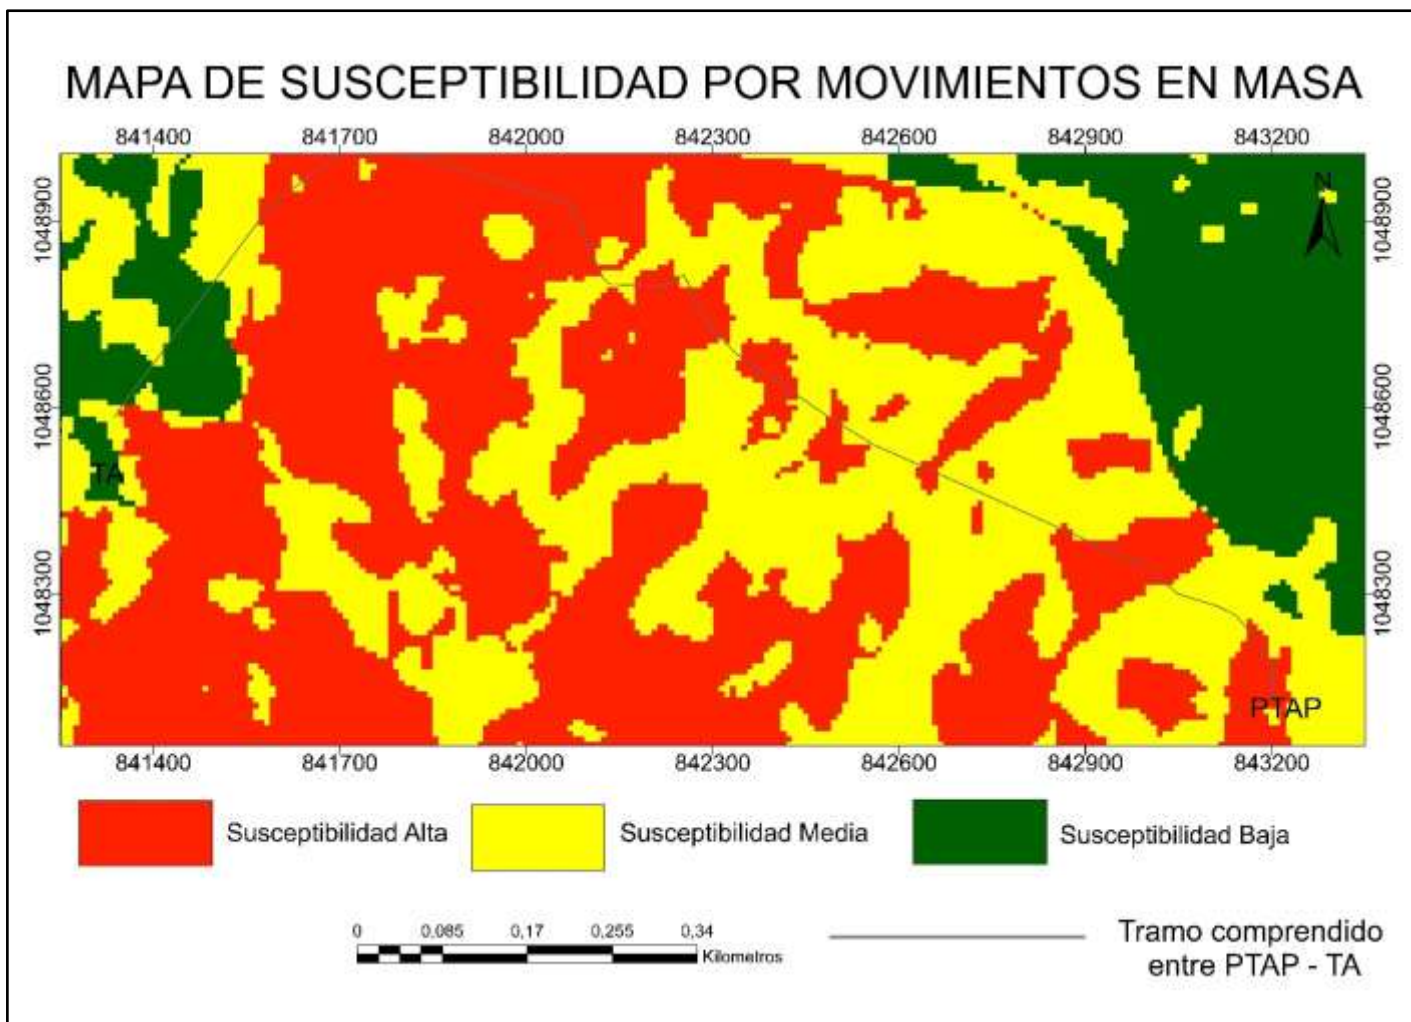 MAPA DE SUSCEPTIBILIDAD POR MOVIMIENTOS EN MASA
841400 841700 842000 842300 842600 842900 843200
1048900 1048900
N
1048600 1048600
TA
1048300 1048300
PTAP
841400 841700 842000 842300 842600 842900 843200
Susceptibilidad Alta Susceptibilidad Media Susceptibilidad Baja
0 0,085 0,17 0,255 0,34
Kilometros
Tramo comprendido
entre PTAP - TA